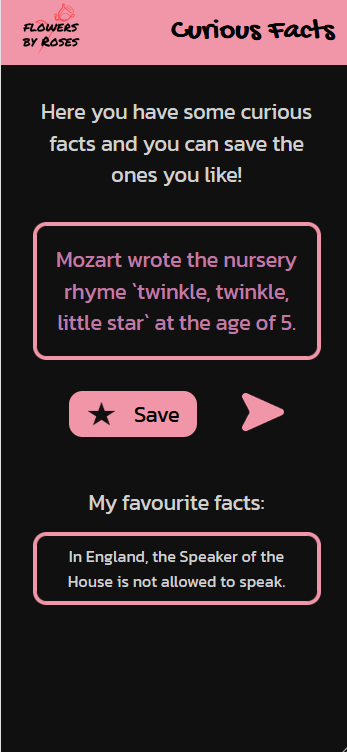 FLOWERS
BY ROSES
Curious Facts
Here you have some curious
facts and you can save the
ones you like!
Mozart wrote the nursery
rhyme `twinkle, twinkle,
little star` at the age of 5.
Save
My favourite facts:
In England, the Speaker of the
House is not allowed to speak.